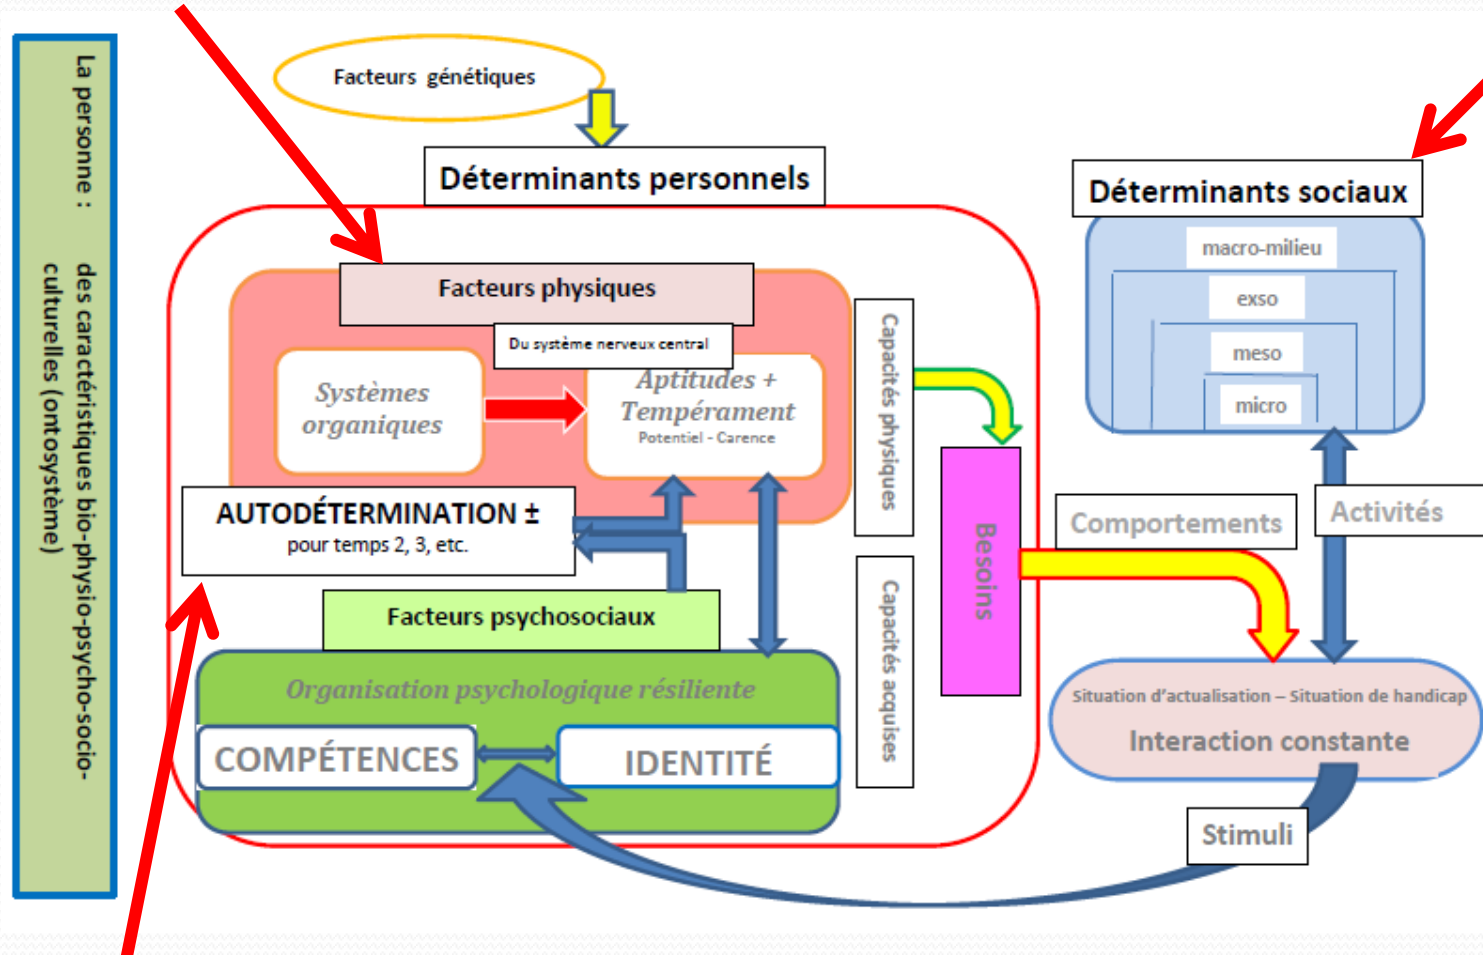 La personne : des caractéristiques bio-physio-psycho-socio-
culturelles (ontosystème)
Facteurs génétiques
Déterminants personnels
Facteurs physiques
Du système nerveux central
Systèmes
organiques
Aptitudes +
Tempérament
Potentiel - Carence
Capacités physiques
AUTODÉTERMINATION ±
pour temps 2, 3, etc.
Facteurs psychosociaux
Organisation psychologique résiliente
COMPÉTENCES
IDENTITÉ
Capacités acquises
Besoins
Déterminants sociaux
macro-milieu
exso
meso
micro
Comportements
Activités
Situation d'actualisation – Situation de handicap
Interaction constante
Stimuli